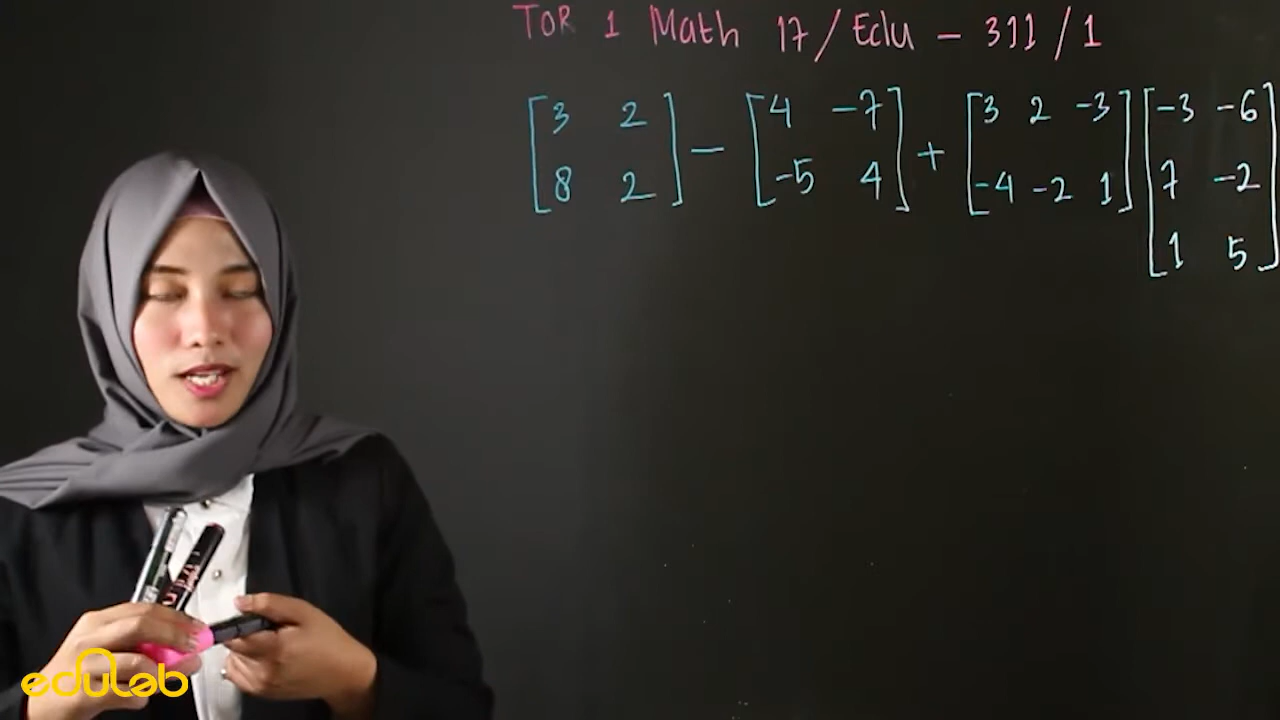 TOR 1 Math 17 / Edu - 311 / 1
[3 2] - [4 -7] + [3 2 -3] [-3 -6]
[8 2] [-5 4] [-4 -2 1] [7 -2]
[1 5]
edulab